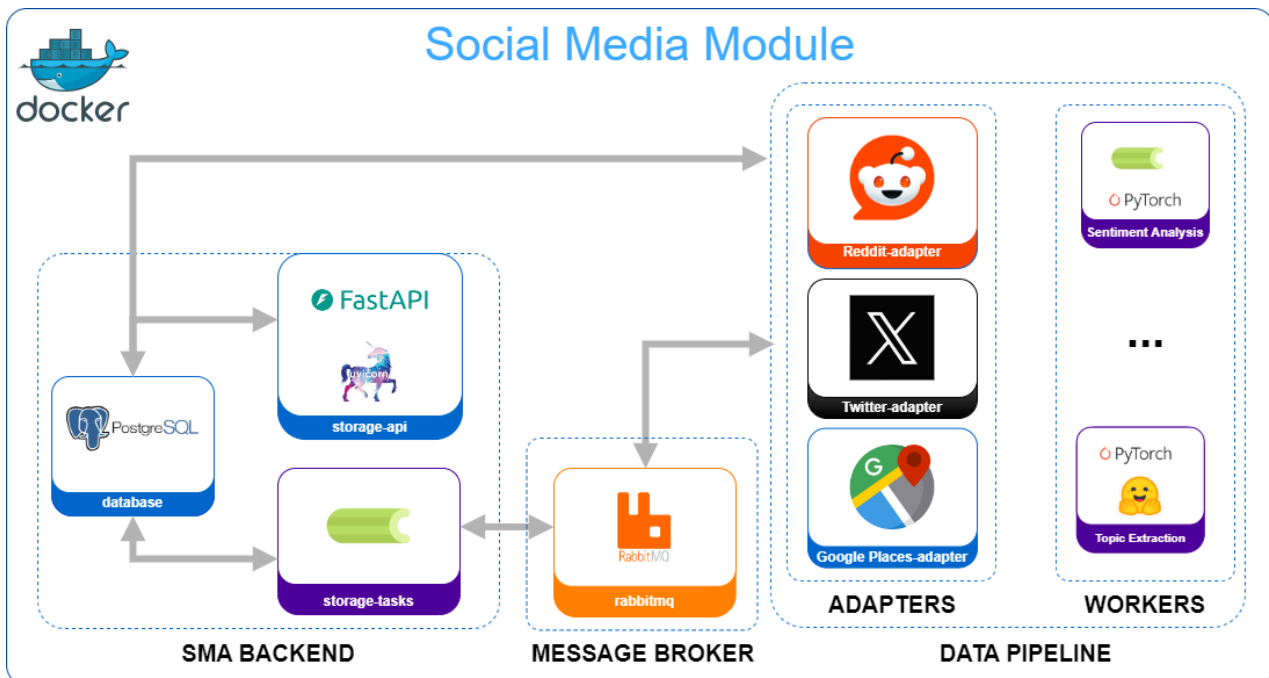 Social Media Module
docker
FastAPI
uvicorn
storage-api
PostgreSQL
database
storage-tasks
SMA BACKEND
RabbitMQ
rabbitmq
MESSAGE BROKER
Reddit-adapter
X
Twitter-adapter
G
Google Places-adapter
ADAPTERS
PyTorch
Sentiment Analysis
...
PyTorch
Topic Extraction
WORKERS
DATA PIPELINE